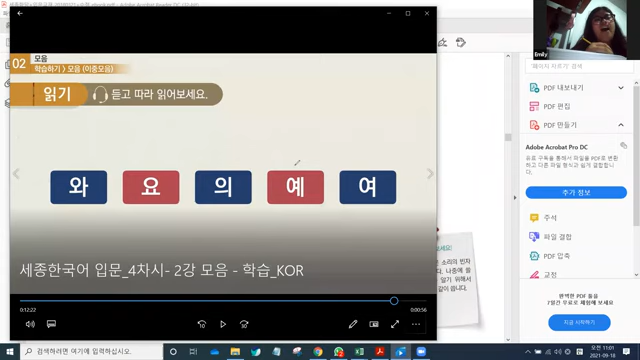 Adobe Acrobat Pro DC
02
모음
학습하기 > 모음 (이중모음)
읽기
듣고 따라 읽어보세요.
와 요 의 예 여
세종한국어 입문_4차시- 2강 모음 - 학습_KOR
0:12:22
0:00:56
10
30
Emily
PDF 내보내기
PDF 편집
PDF 만들기
Adobe Acrobat Pro DC
추가 정보
주석
파일 결합
PDF 압축
교정
지금 시작하기
검색하려면 여기에 입력하십시오.
오전 11:01
2021-09-18